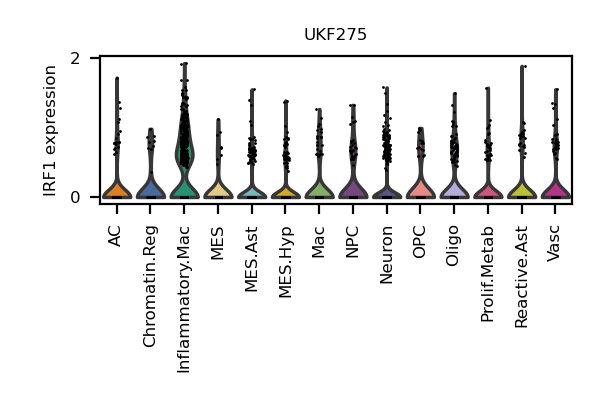 UKF275
IRF1 expression
2
0
AC
Chromatin.Reg
Inflammatory.Mac
MES
MES.Ast
MES.Hyp
Mac
NPC
Neuron
OPC
Oligo
Prolif.Metab
Reactive.Ast
Vasc